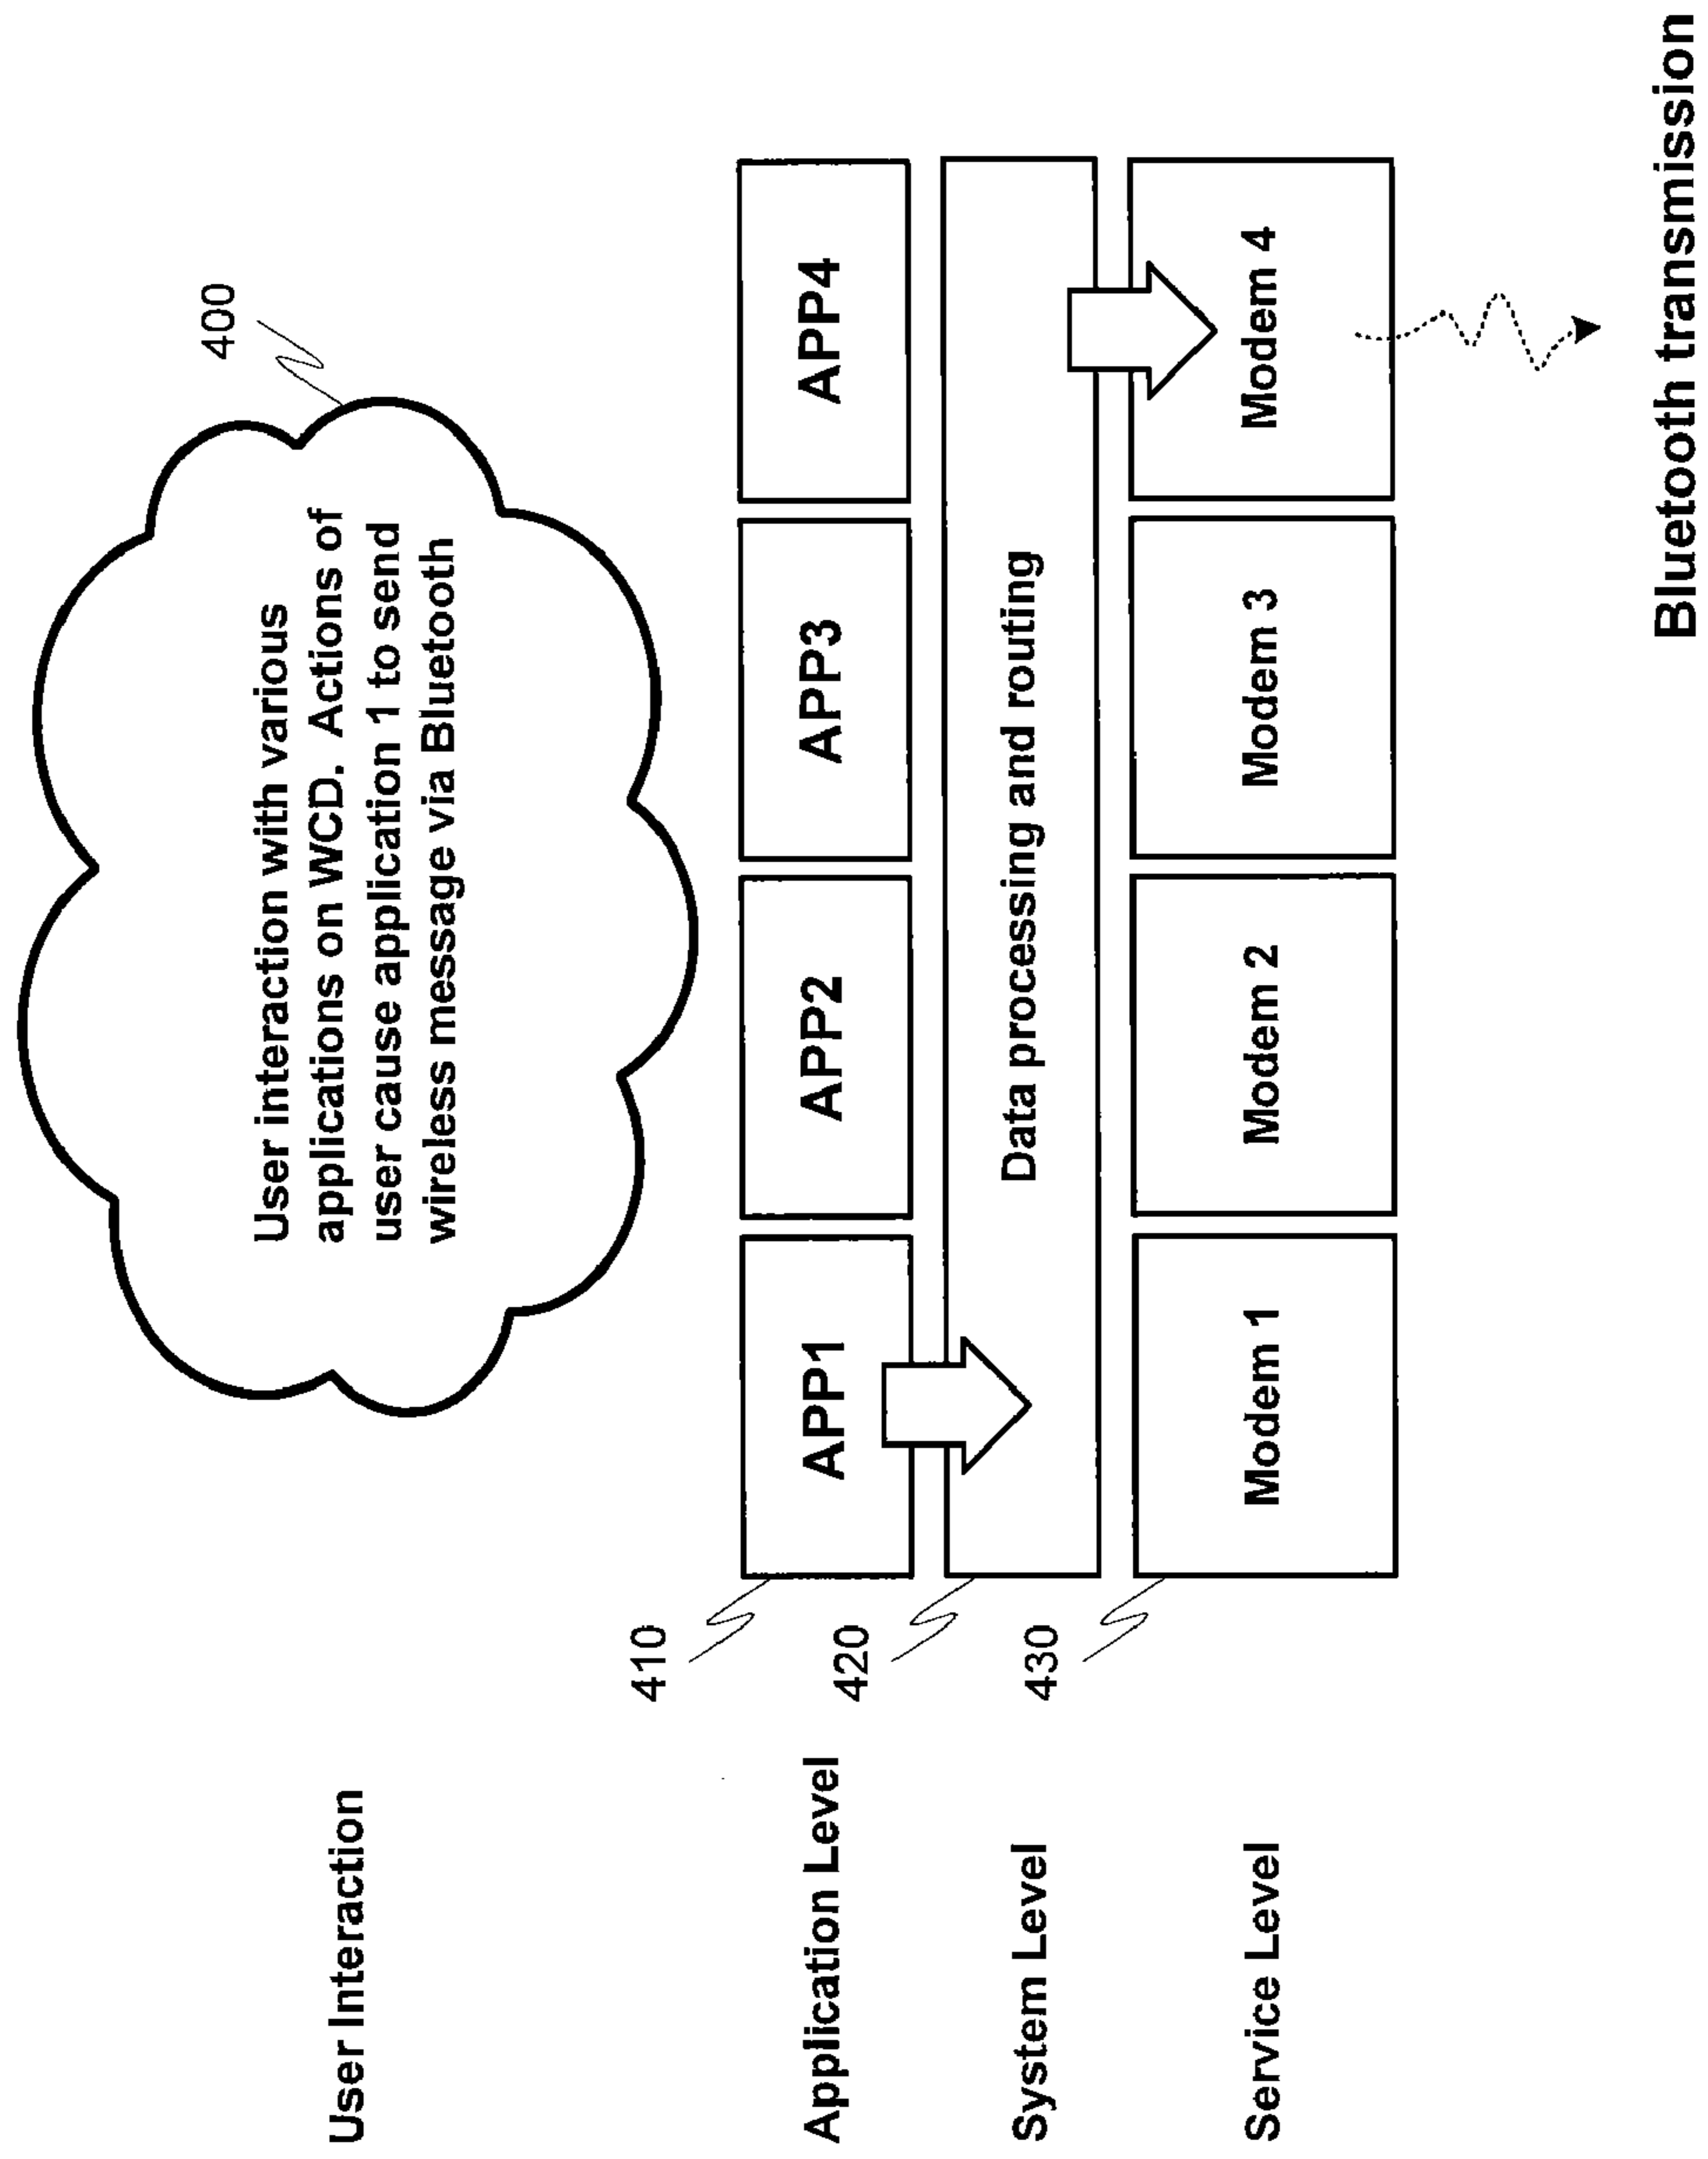 400
User interaction with various
applications on WCD. Actions of
user cause application 1 to send
wireless message via Bluetooth
User Interaction
410
Application Level
APP1
APP2
APP3
APP4
420
System Level
Data processing and routing
430
Service Level
Modem 1
Modem 2
Modem 3
Modem 4
Bluetooth transmission